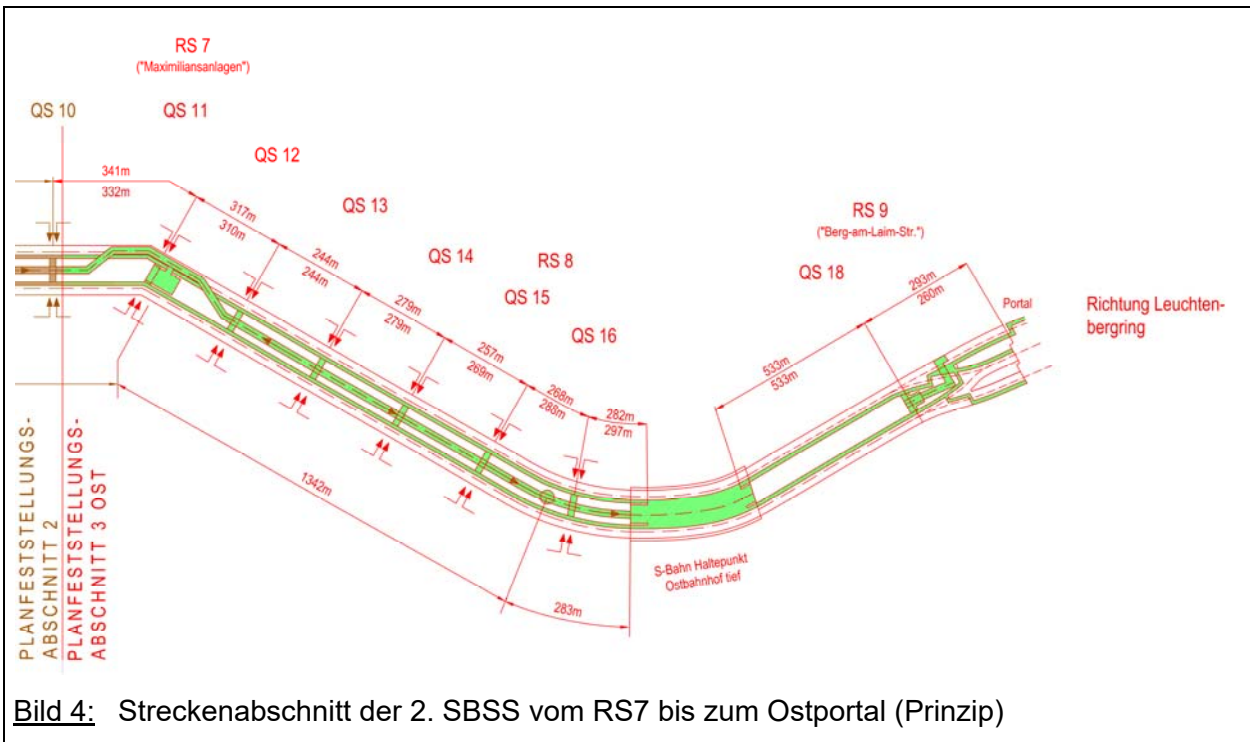 RS 7
("Maximiliansanlagen")
QS 10
QS 11
QS 12
QS 13
QS 14
RS 8
QS 15
QS 16
RS 9
("Berg-am-Laim-Str.")
QS 18
341m
332m
317m
310m
244m
244m
279m
279m
257m
269m
268m
288m
282m
297m
533m
533m
293m
260m
Portal
Richtung Leuchten-
bergring
1342m
283m
S-Bahn Haltepunkt
Ostbahnhof tief
PLANFESTSTELLUNGS-
ABSCHNITT 2
PLANFESTSTELLUNGS-
ABSCHNITT 3 OST
Bild 4: Streckenabschnitt der 2. SBSS vom RS7 bis zum Ostportal (Prinzip)